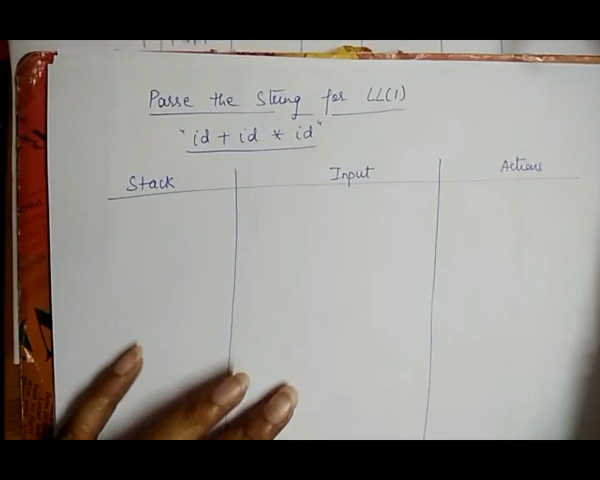 Parse the String for LL(1)
"id + id * id"
Stack Input Actions